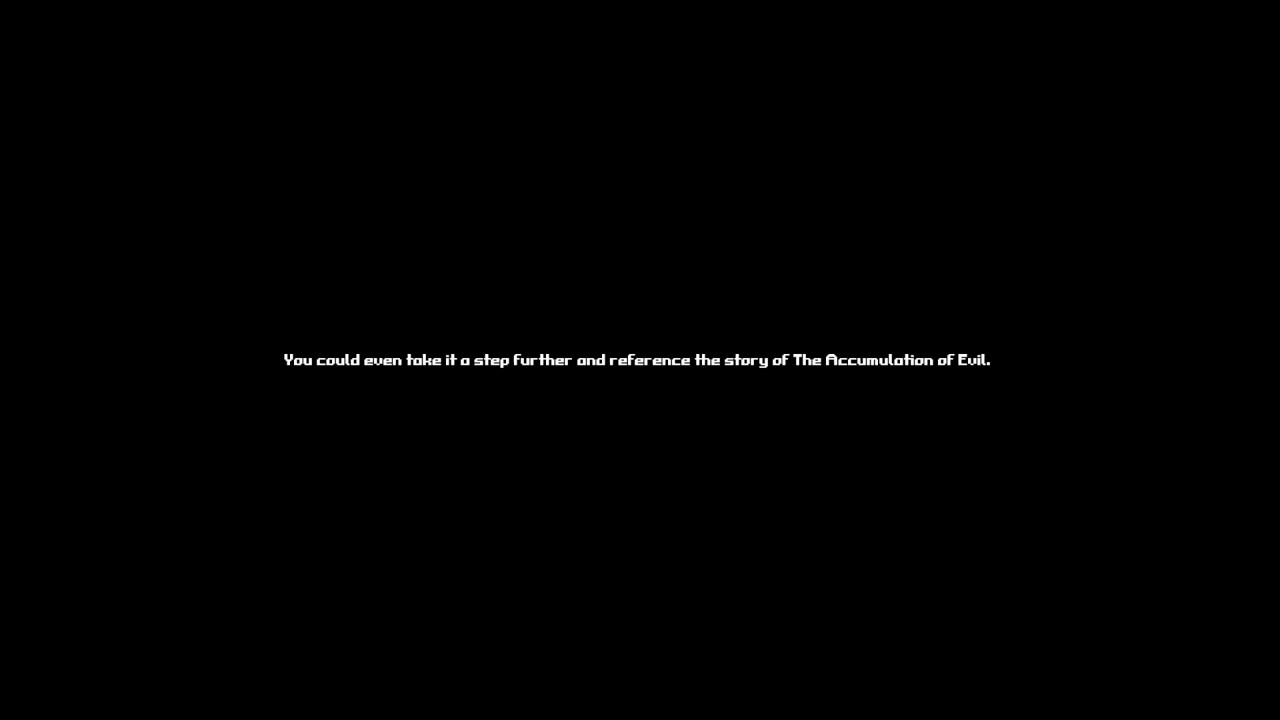 You could even take it a step further and reference the story of The Accumulation of Evil.